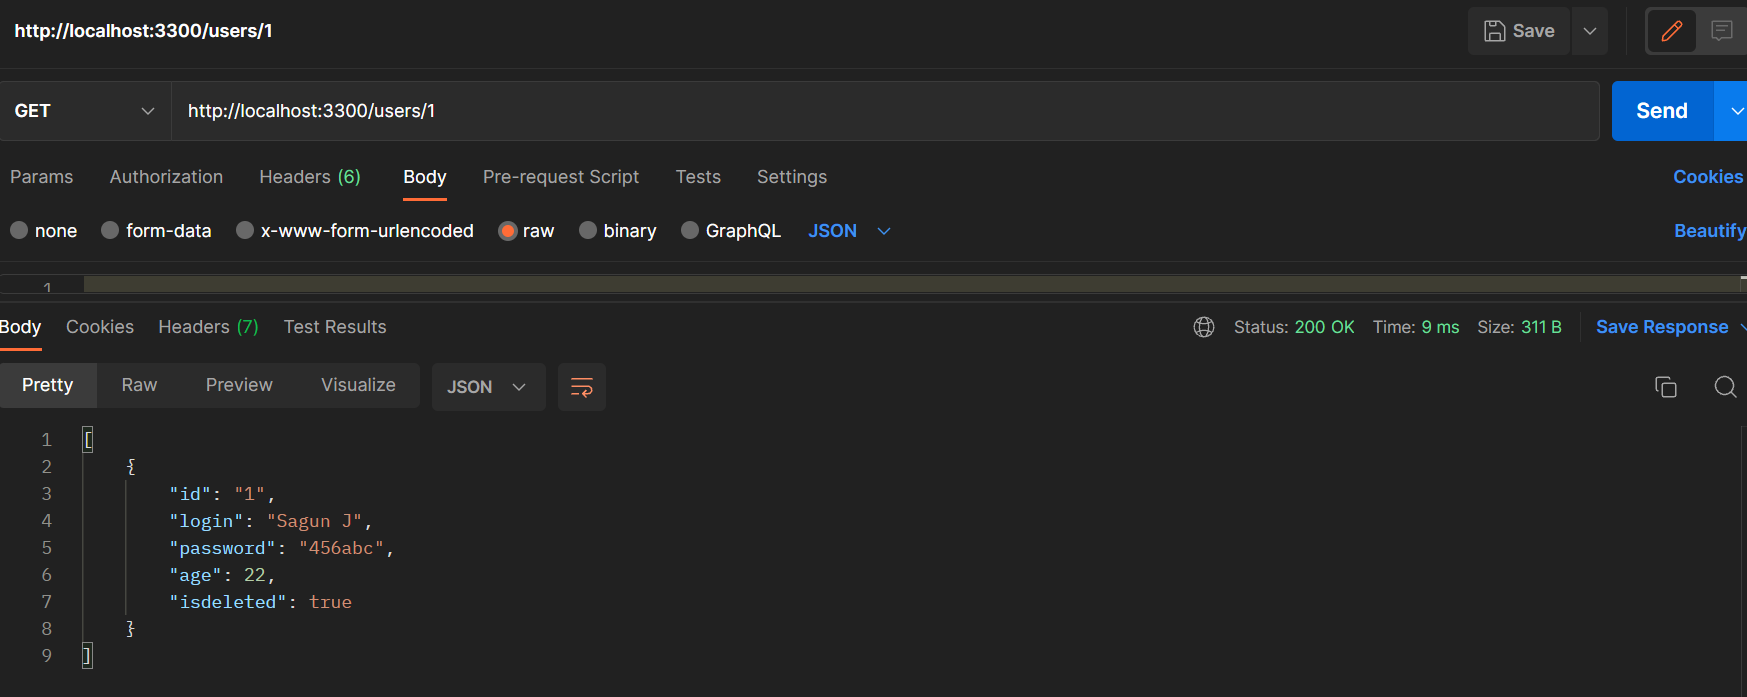 http://localhost:3300/users/1 Save
GET http://localhost:3300/users/1 Send
Params Authorization Headers (6) Body Pre-request Script Tests Settings Cookies
none form-data x-www-form-urlencoded raw binary GraphQL JSON Beautify
1
Body Cookies Headers (7) Test Results Status: 200 OK Time: 9 ms Size: 311 B Save Response
Pretty Raw Preview Visualize JSON
1 [
2 {
3 "id": "1",
4 "login": "Sagun J",
5 "password": "456abc",
6 "age": 22,
7 "isdeleted": true
8 }
9 ]